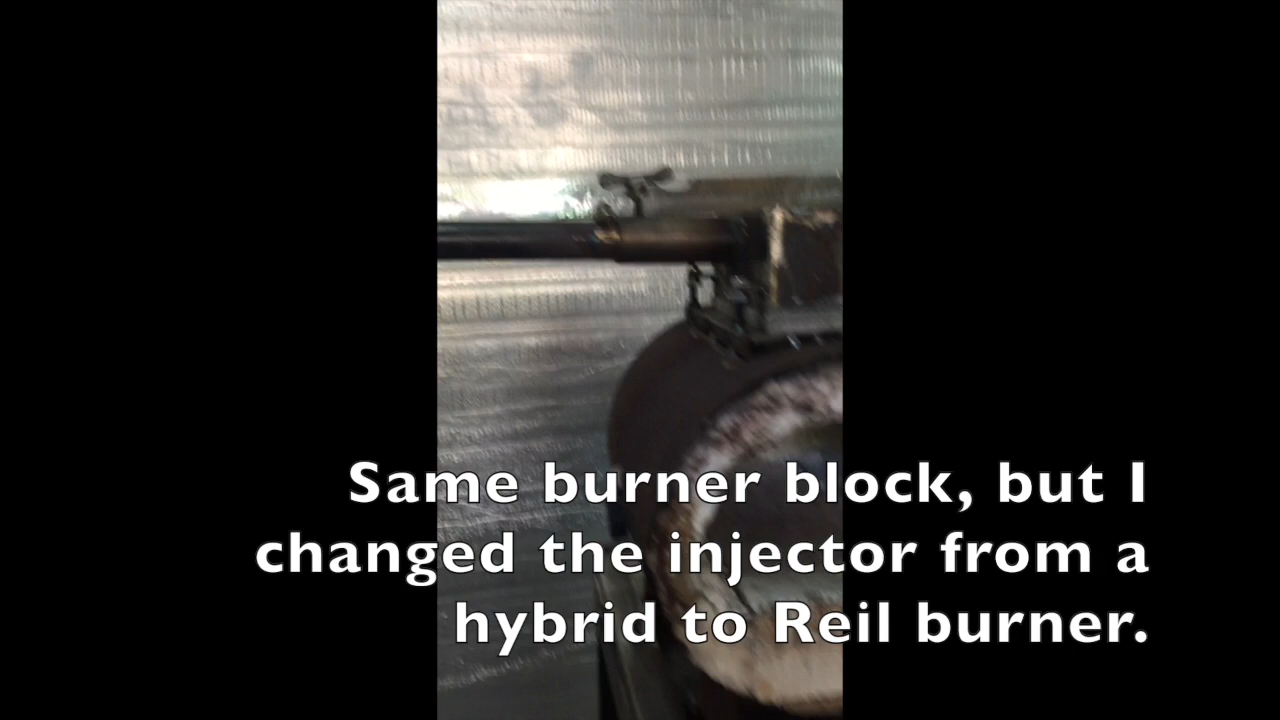 Same burner block, but I
changed the injector from a
hybrid to Reil burner.